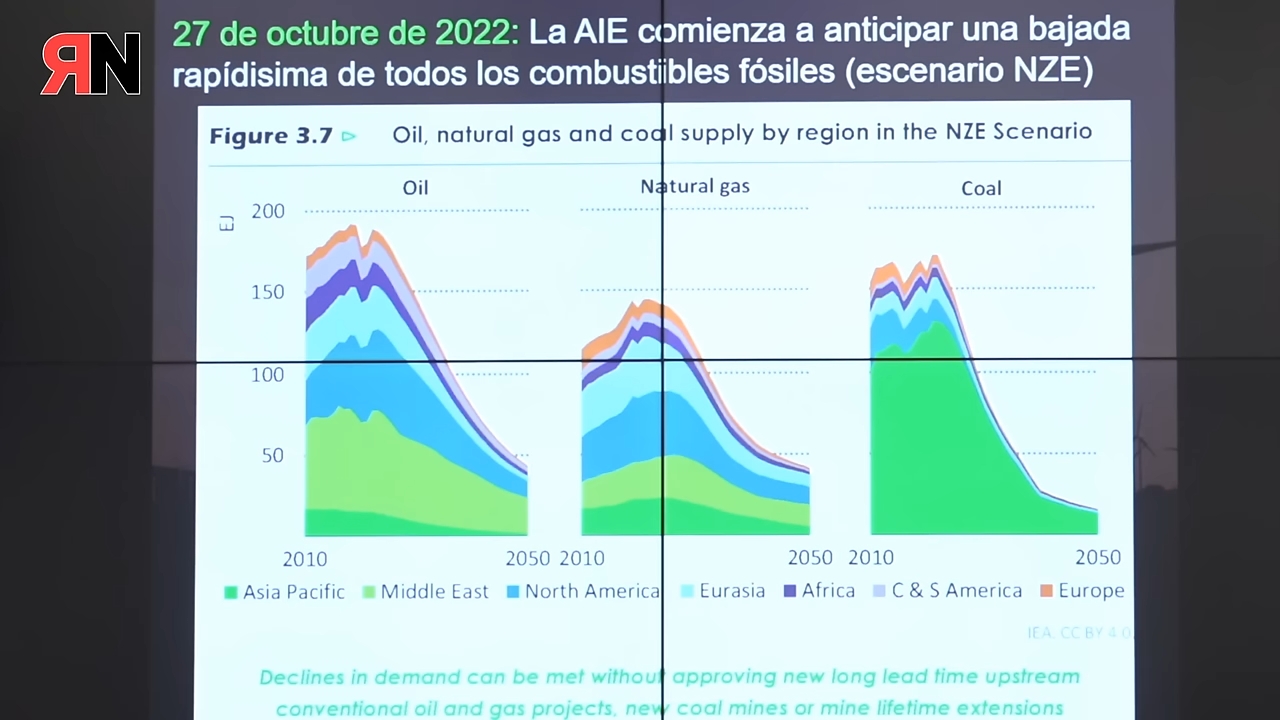 RN
27 de octubre de 2022: La AIE comienza a anticipar una bajada
rapídisima de todos los combustibles fósiles (escenario NZE)
Figure 3.7 ▷ Oil, natural gas and coal supply by region in the NZE Scenario
Oil Natural gas Coal
EJ
200
150
100
50
2010 2050 2010 2050 2010 2050
Asia Pacific Middle East North America Eurasia Africa C & S America Europe
IEA. CC BY 4.0.
Declines in demand can be met without approving new long lead time upstream
conventional oil and gas projects, new coal mines or mine lifetime extensions